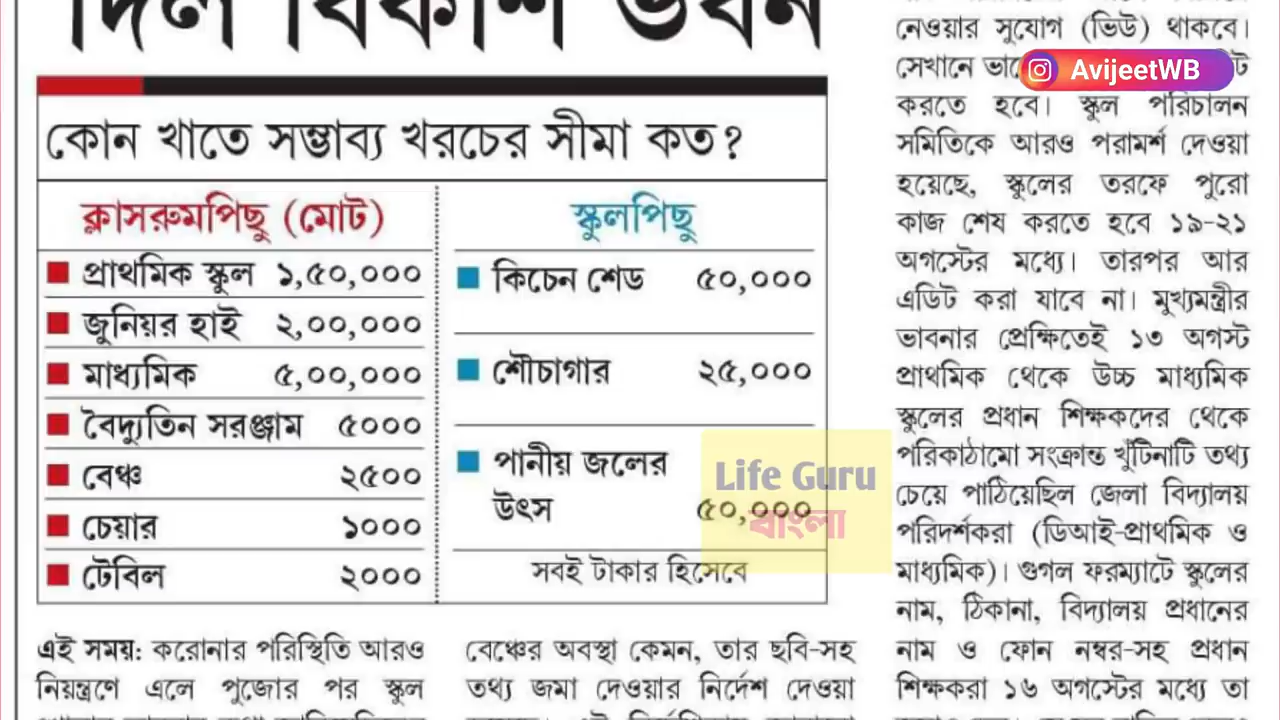 দিল বিকাশ ভবন
কোন খাতে সম্ভাব্য খরচের সীমা কত?
ক্লাসরুমপিছু (মোট)
প্রাথমিক স্কুল ১,৫০,০০০
জুনিয়র হাই ২,০০,০০০
মাধ্যমিক ৫,০০,০০০
বৈদ্যুতিন সরঞ্জাম ৫০০০
বেঞ্চ ২৫০০
চেয়ার ১০০০
টেবিল ২০০০
স্কুলপিছু
কিচেন শেড ৫০,০০০
শৌচাগার ২৫,০০০
পানীয় জলের
উৎস ৫০,০০০
সবই টাকার হিসেবে
Life Guru
বাংলা
এই সময়: করোনার পরিস্থিতি আরও
নিয়ন্ত্রণে এলে পুজোর পর স্কুল
বেঞ্চের অবস্থা কেমন, তার ছবি-সহ
তথ্য জমা দেওয়ার নির্দেশ দেওয়া
নেওয়ার সুযোগ (ভিউ) থাকবে।
সেখানে
AvijeetWB
করতে হবে। স্কুল পরিচালন
সমিতিকে আরও পরামর্শ দেওয়া
হয়েছে, স্কুলের তরফে পুরো
কাজ শেষ করতে হবে ১৯-২১
অগস্টের মধ্যে। তারপর আর
এডিট করা যাবে না। মুখ্যমন্ত্রীর
ভাবনার প্রেক্ষিতেই ১৩ অগস্ট
প্রাথমিক থেকে উচ্চ মাধ্যমিক
স্কুলের প্রধান শিক্ষকদের থেকে
পরিকাঠামো সংক্রান্ত খুঁটিনাটি তথ্য
চেয়ে পাঠিয়েছিল জেলা বিদ্যালয়
পরিদর্শকরা (ডিআই-প্রাথমিক ও
মাধ্যমিক)। গুগল ফরম্যাটে স্কুলের
নাম, ঠিকানা, বিদ্যালয় প্রধানের
নাম ও ফোন নম্বর-সহ প্রধান
শিক্ষকরা ১৬ অগস্টের মধ্যে তা